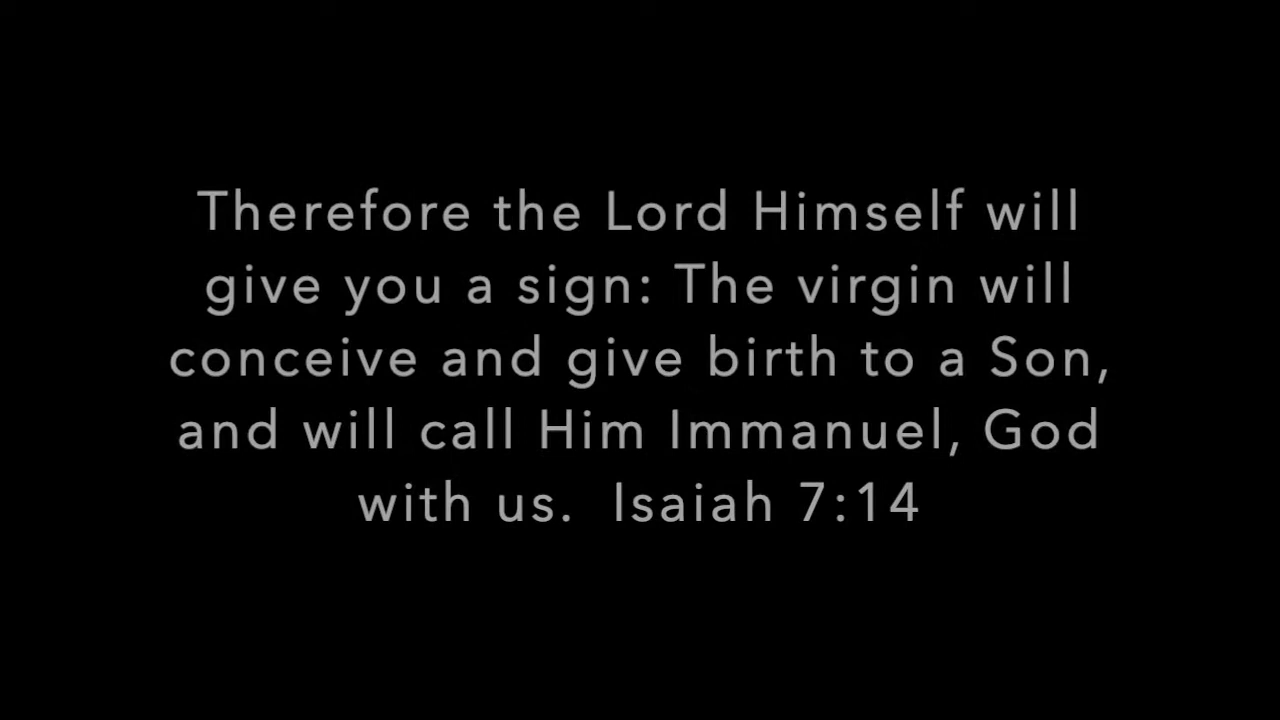 Therefore the Lord Himself will
give you a sign: The virgin will
conceive and give birth to a Son,
and will call Him Immanuel, God
with us.  Isaiah 7:14